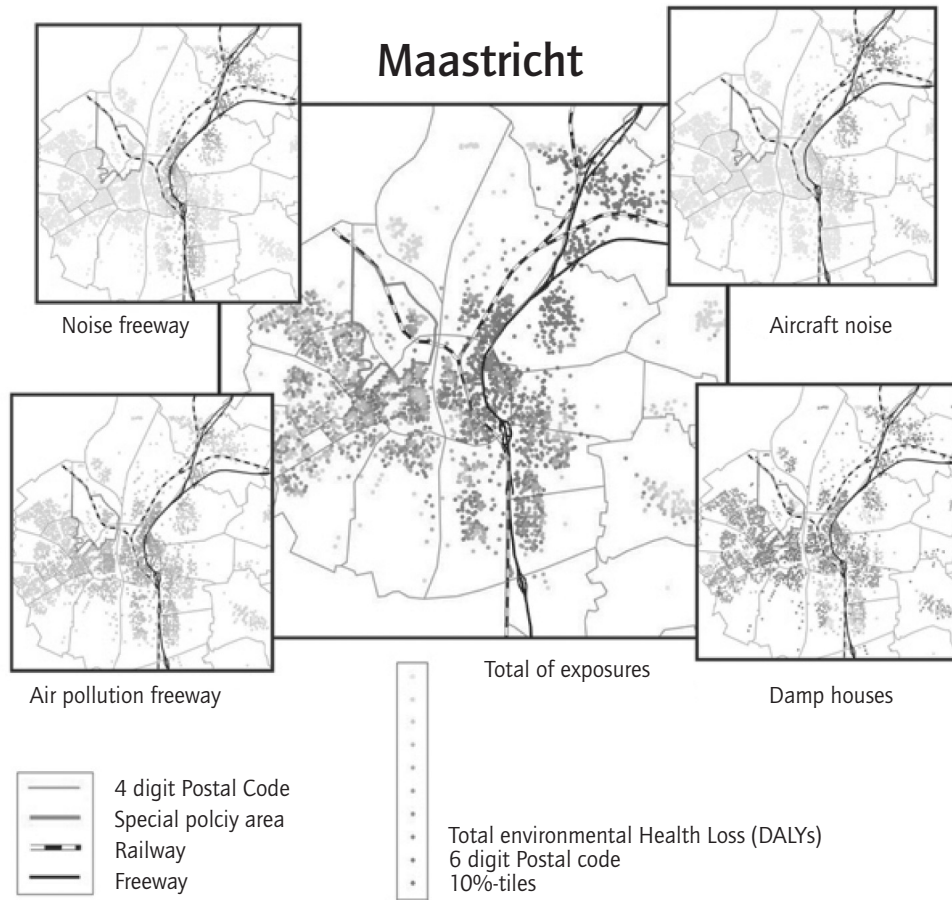 Maastricht
Noise freeway
Aircraft noise
Air pollution freeway
Total of exposures
Damp houses
4 digit Postal Code
Special polciy area
Railway
Freeway
Total environmental Health Loss (DALYs)
6 digit Postal code
10%-tiles